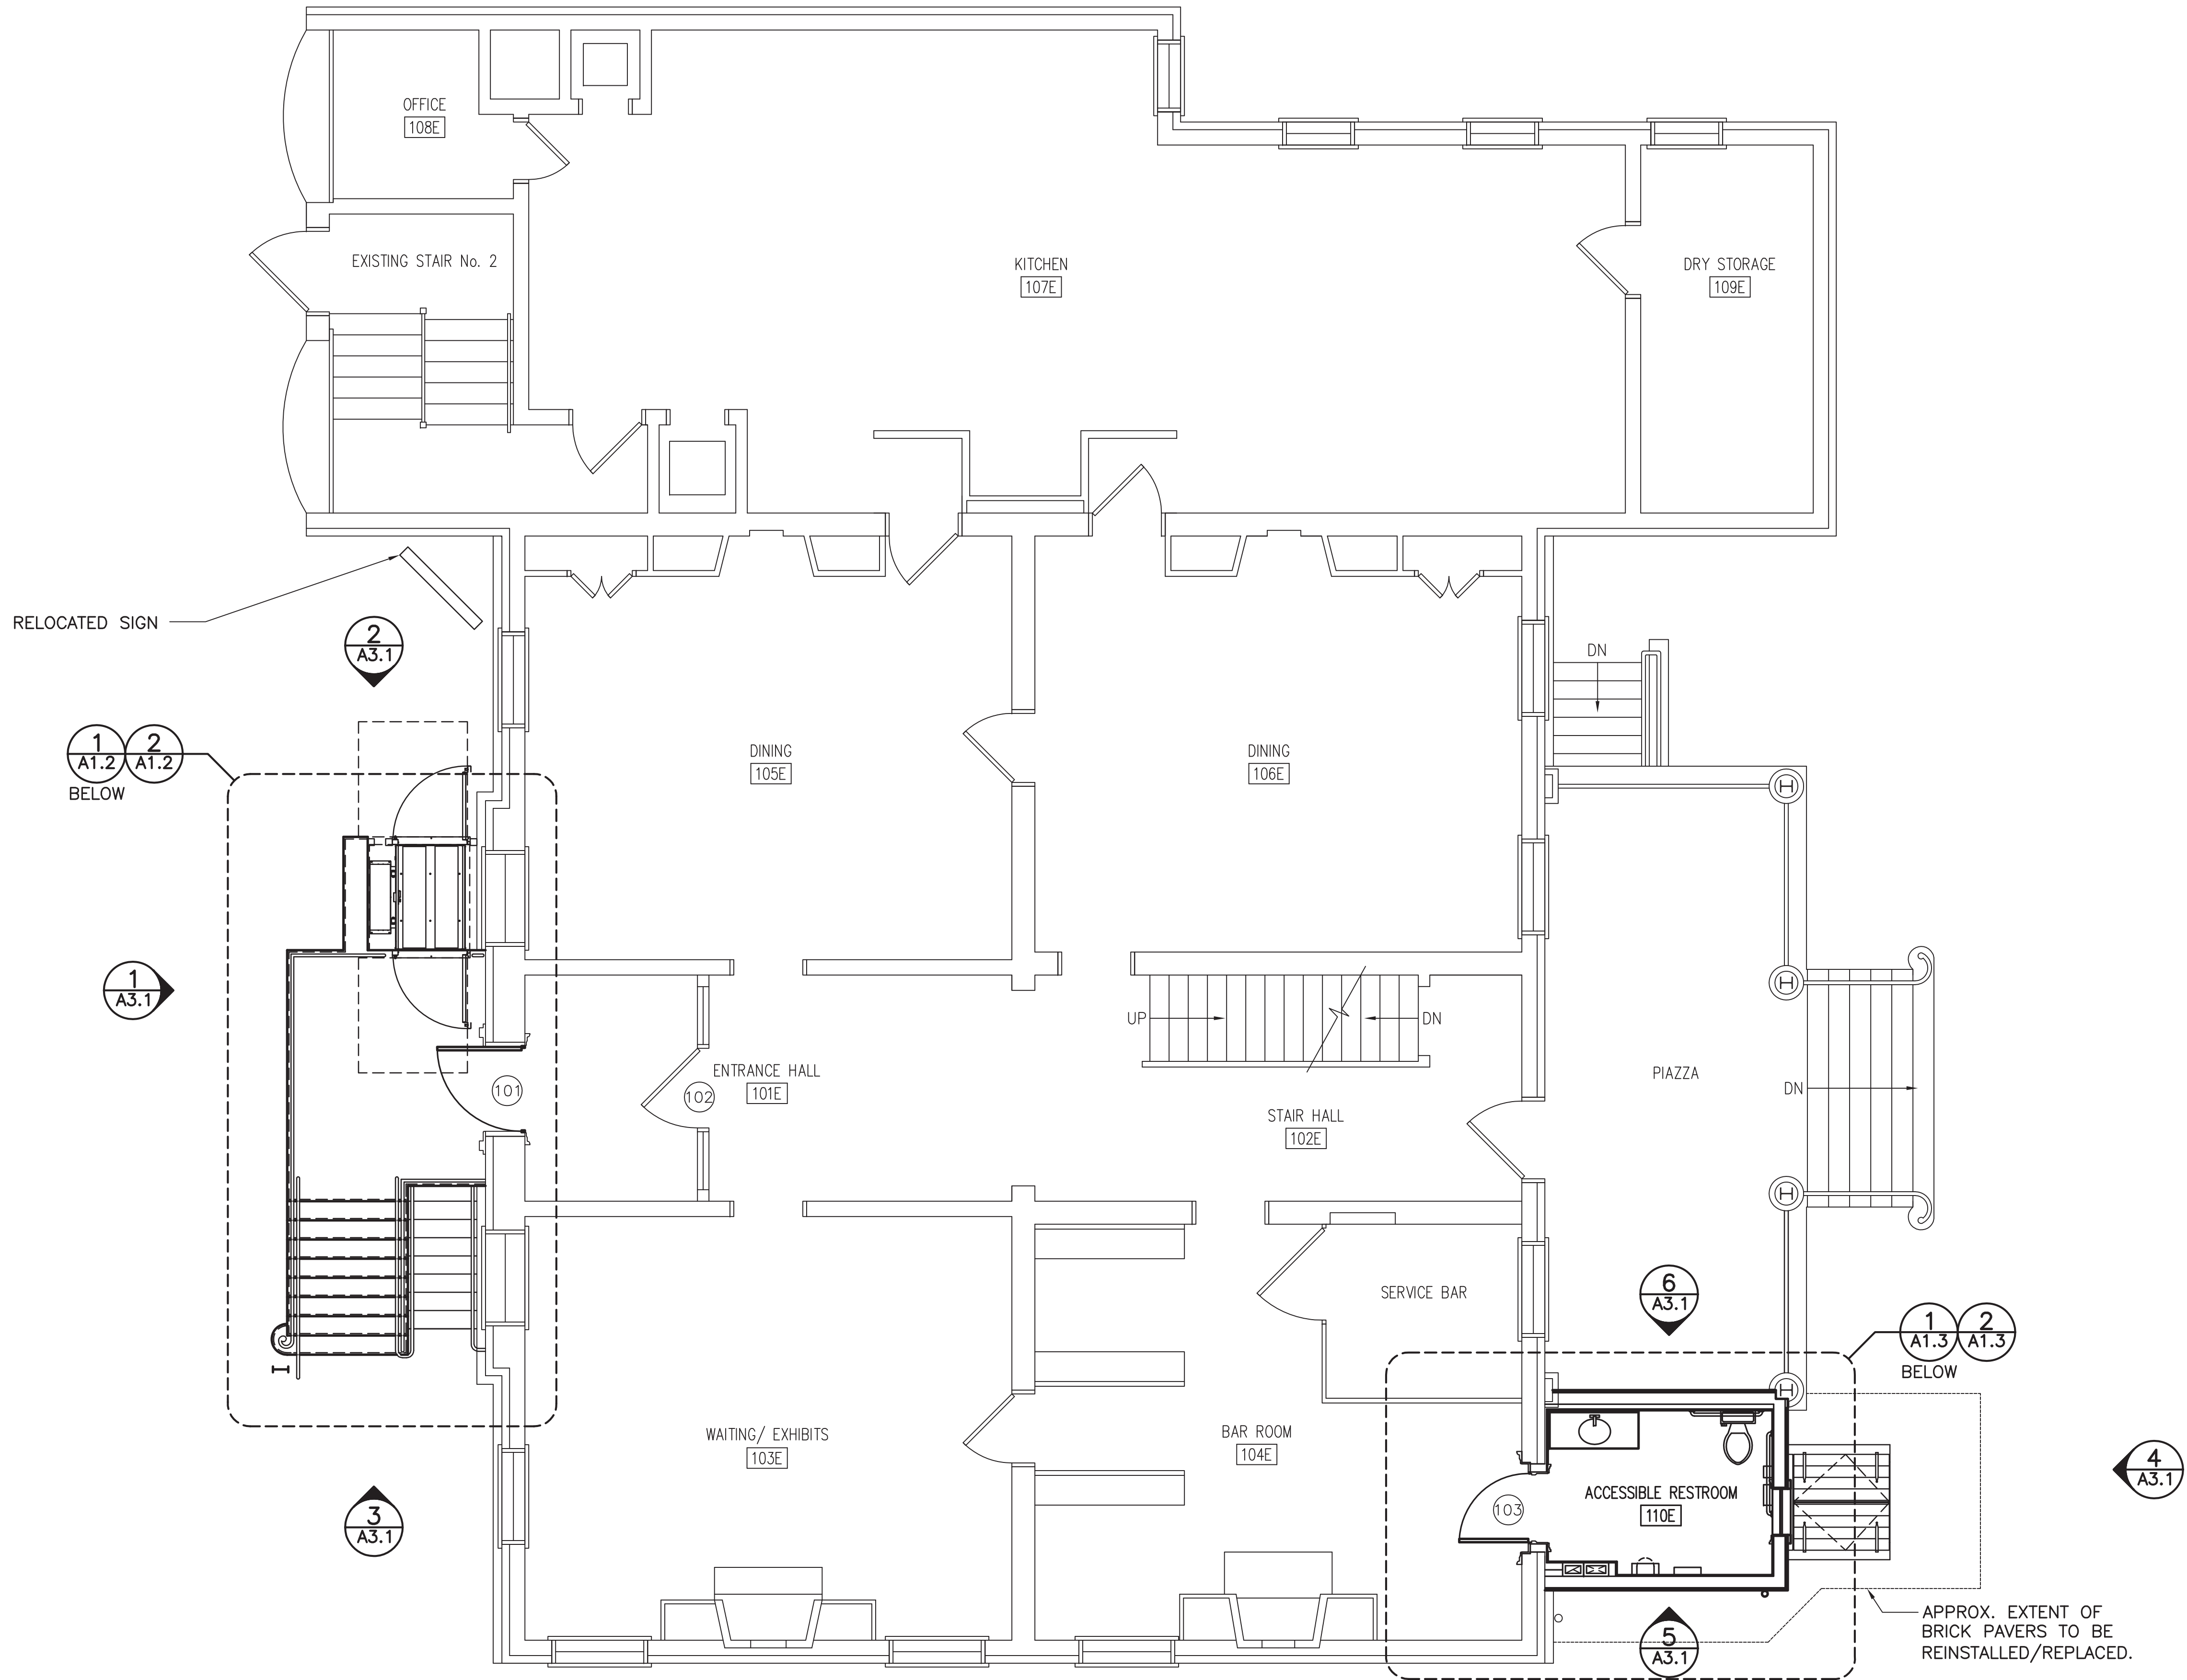 OFFICE
108E
EXISTING STAIR No. 2
KITCHEN
107E
DRY STORAGE
109E
RELOCATED SIGN
2
A3.1
DN
1
A1.2
2
A1.2
BELOW
DINING
105E
DINING
106E
1
A3.1
UP
DN
ENTRANCE HALL
101E
101
102
STAIR HALL
102E
PIAZZA
DN
H
H
H
H
SERVICE BAR
6
A3.1
1
A1.3
2
A1.3
BELOW
WAITING/ EXHIBITS
103E
BAR ROOM
104E
3
A3.1
103
ACCESSIBLE RESTROOM
110E
4
A3.1
5
A3.1
APPROX. EXTENT OF
BRICK PAVERS TO BE
REINSTALLED/REPLACED.